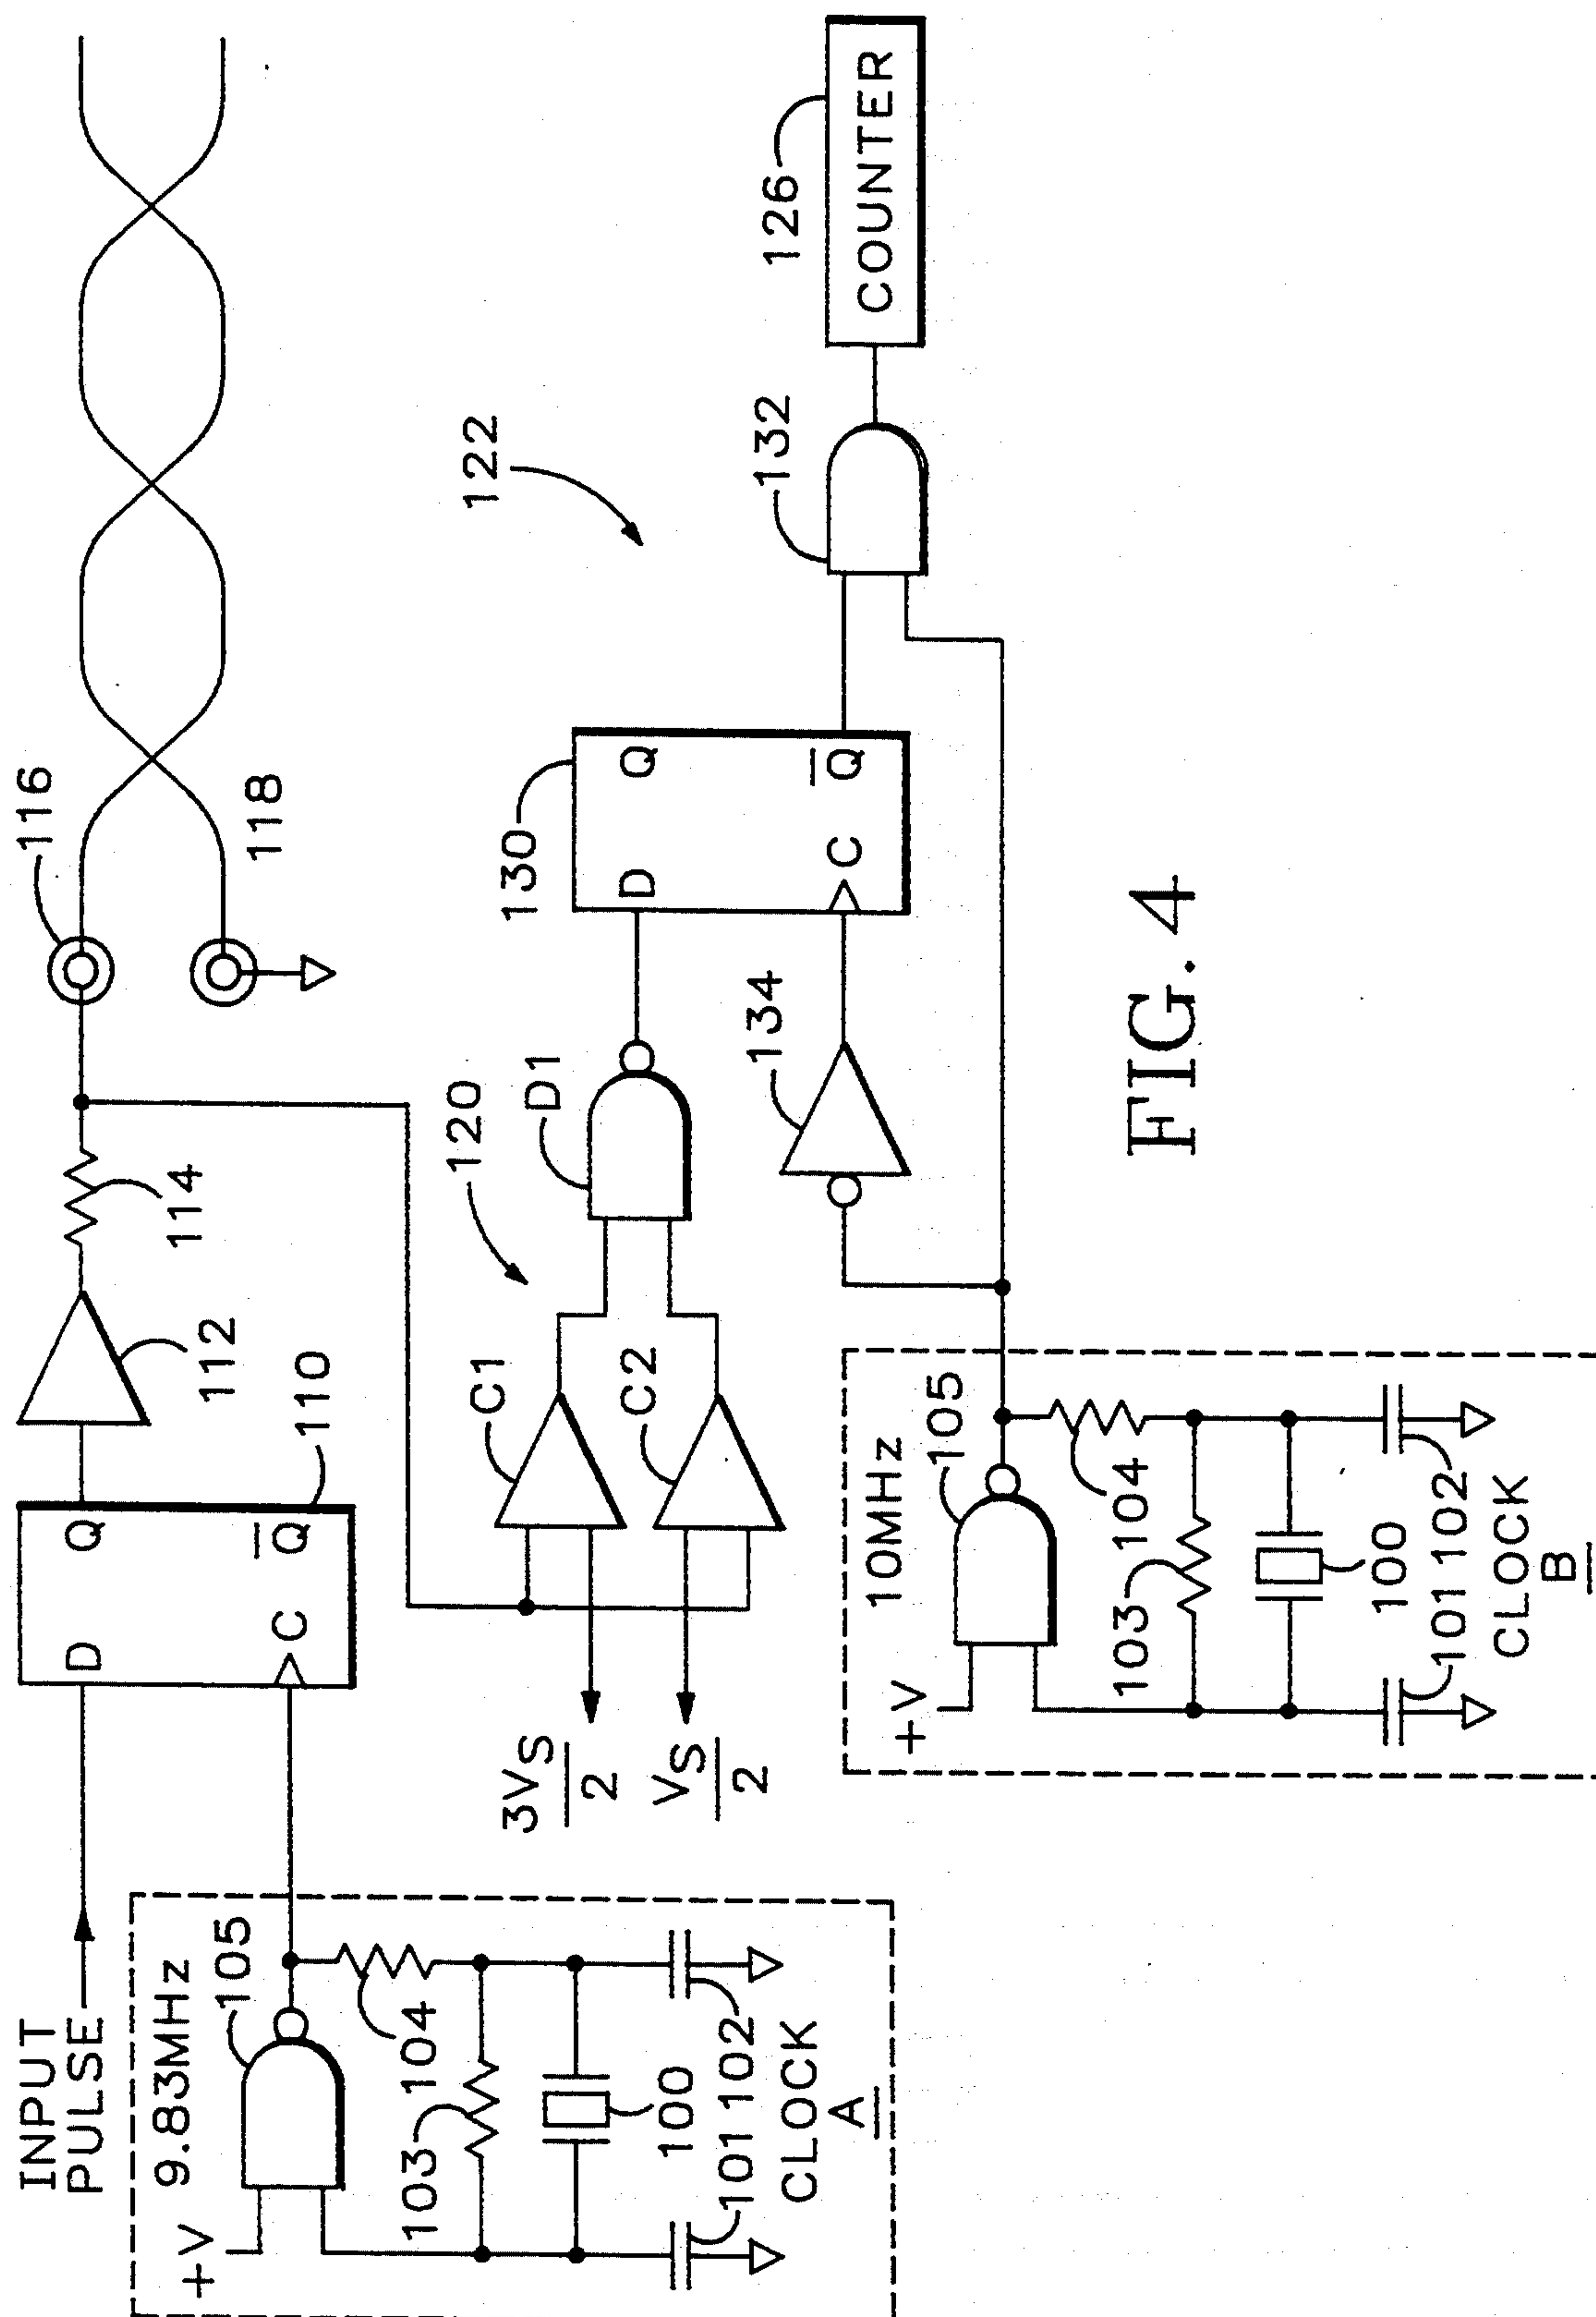 INPUT
PULSE
D
Q
C
Q
110
112
114
116
118
9.83MHz
+V
105
104
103
100
101
102
CLOCK
A
3VS
2
VS
2
C1
C2
120
D1
130
D
Q
C
Q
134
122
132
126
COUNTER
10MHz
+V
105
104
103
100
101
102
CLOCK
B
FIG. 4